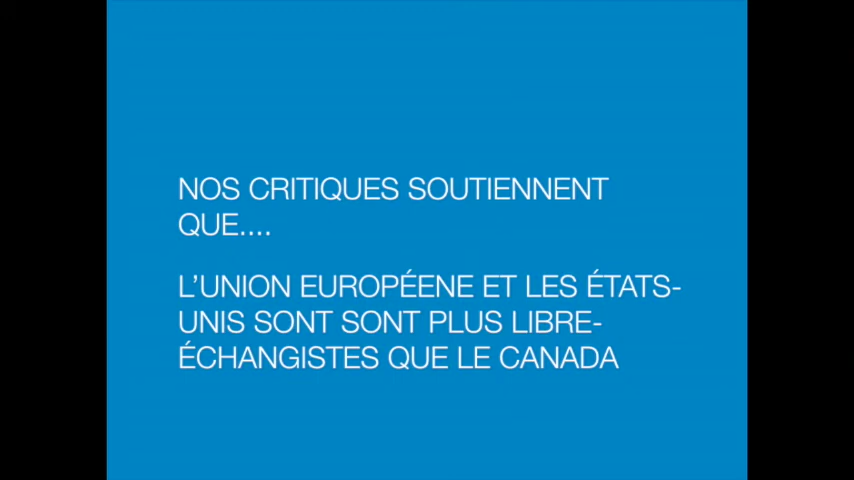 NOS CRITIQUES SOUTIENNENT
QUE....
L’UNION EUROPÉENE ET LES ÉTATS-
UNIS SONT SONT PLUS LIBRE-
ÉCHANGISTES QUE LE CANADA